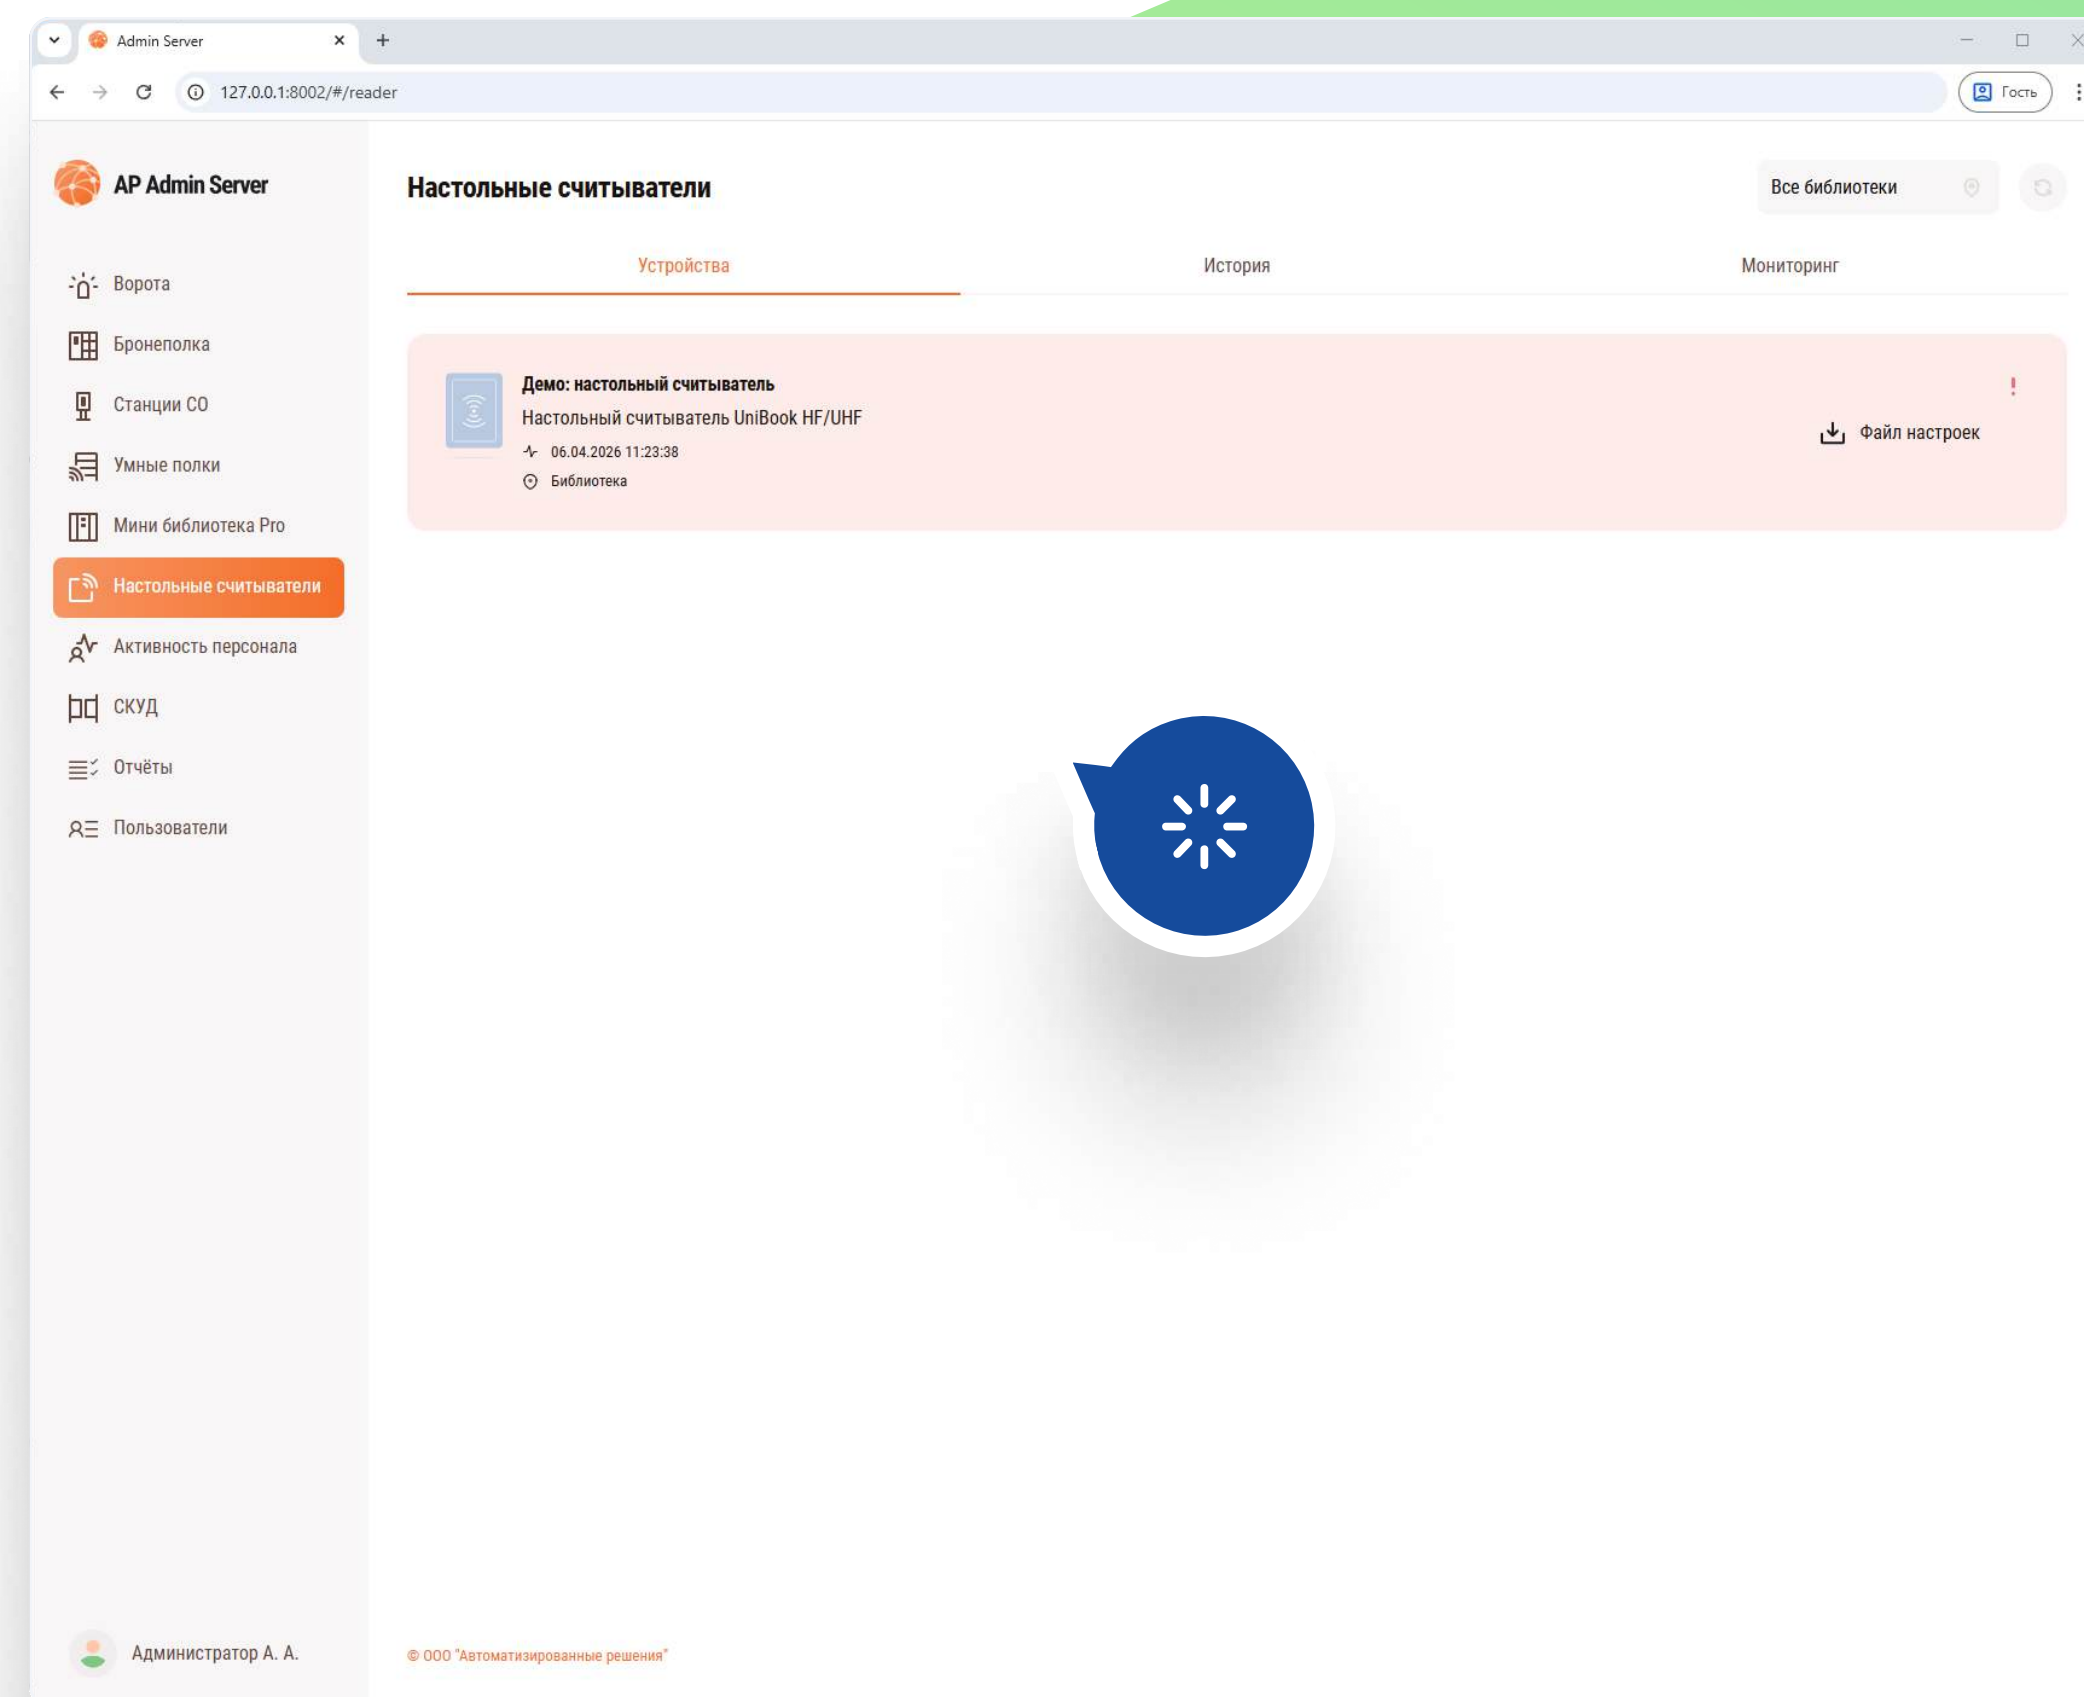 Admin Server
127.0.0.1:8002/#/reader
Гость
AP Admin Server
Ворота
Бронеполка
Станции СО
Умные полки
Мини библиотека Pro
Настольные считыватели
Активность персонала
СКУД
Отчёты
Пользователи
Администратор А. А.
Настольные считыватели
Все библиотеки
Устройства
История
Мониторинг
Демо: настольный считыватель
Настольный считыватель UniBook HF/UHF
06.04.2026 11:23:38
Библиотека
Файл настроек
© ООО "Автоматизированные решения"